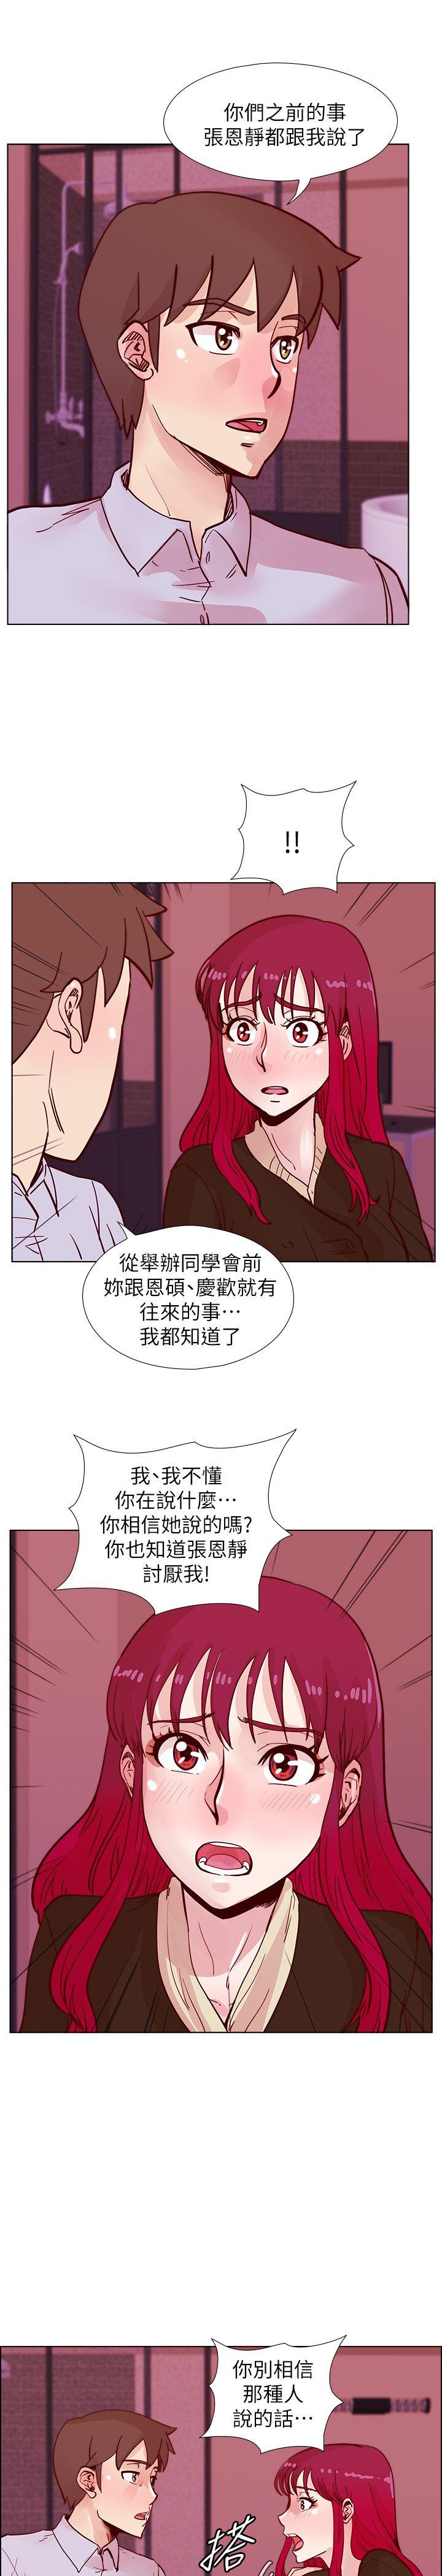 你們之前的事
張恩靜都跟我說了
!!
從舉辦同學會前
妳跟恩碩、慶歡就有
往來的事…
我都知道了
我、我不懂
你在說什麼…
你相信她說的嗎?
你也知道張恩靜
討厭我!
你別相信
那種人
說的話…
搭